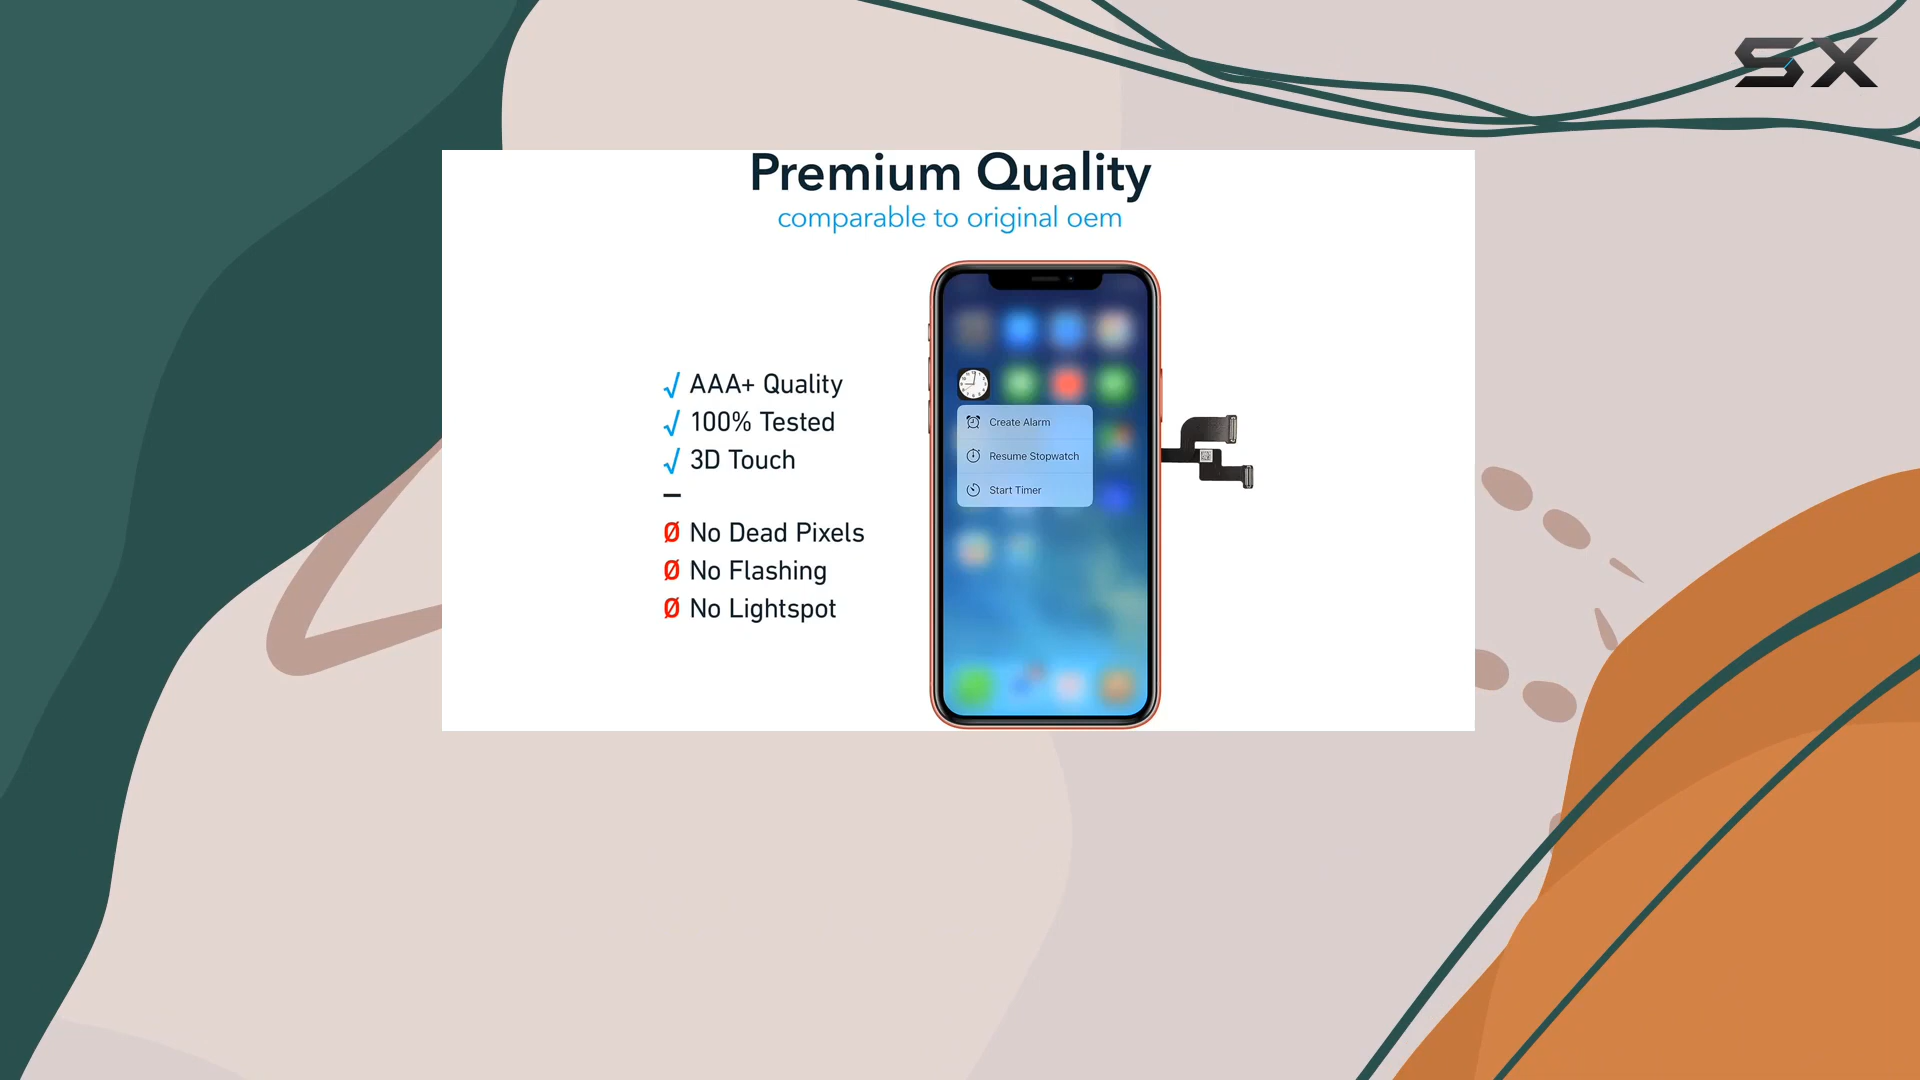 SX
Premium Quality
comparable to original oem
√ AAA+ Quality
√ 100% Tested
√ 3D Touch
–
Ø No Dead Pixels
Ø No Flashing
Ø No Lightspot
Create Alarm
Resume Stopwatch
Start Timer